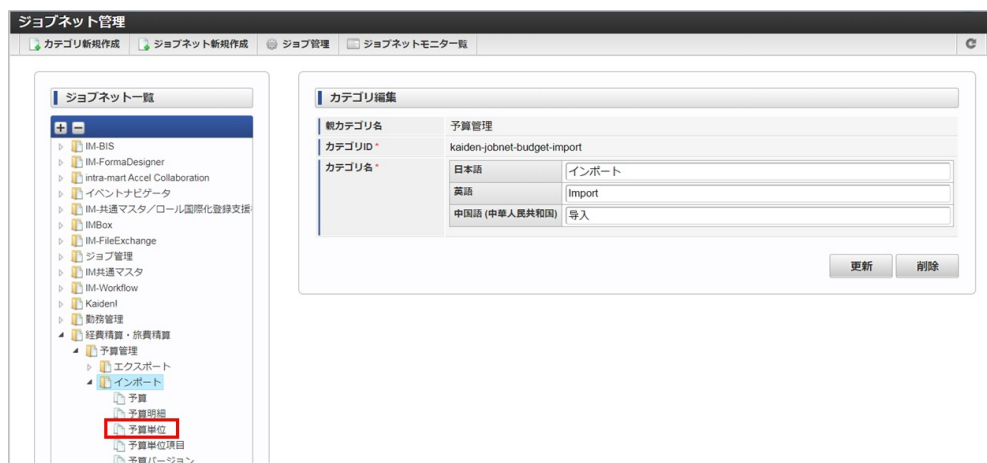 ジョブネット管理
カテゴリ新規作成 ジョブネット新規作成 ジョブ管理 ジョブネットモニタ一覧
ジョブネット一覧
IM-BIS
IM-FormaDesigner
intra-mart Accel Collaboration
イベントナビゲータ
IM-共通マスタ/ロール国際化登録支援
IMBox
IM-FileExchange
ジョブ管理
IM共通マスタ
IM-Workflow
Kaiden!
勤務管理
経費精算・旅費精算
予算管理
エクスポート
インポート
予算
予算明細
予算単位
予算単位項目
予算バージョン
カテゴリ編集
親カテゴリ名 予算管理
カテゴリID * kaiden-jobnet-budget-import
カテゴリ名 * 日本語 インポート
英語 Import
中国語 (中華人民共和国) 导入
更新 削除